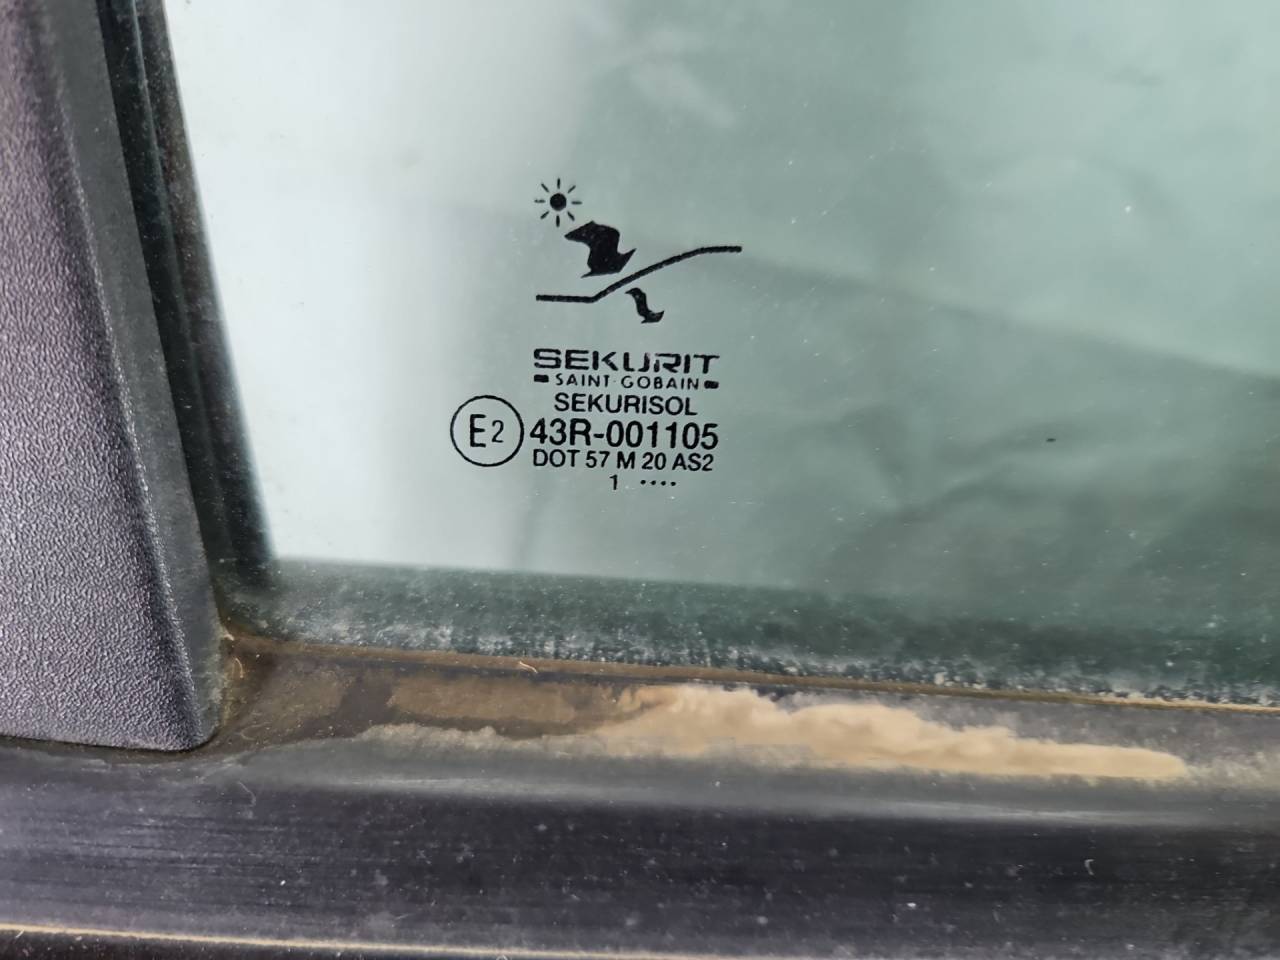 SEKURIT
SAINT-GOBAIN
SEKURISOL
E2 43R-001105
DOT 57 M 20 AS2
1 ....